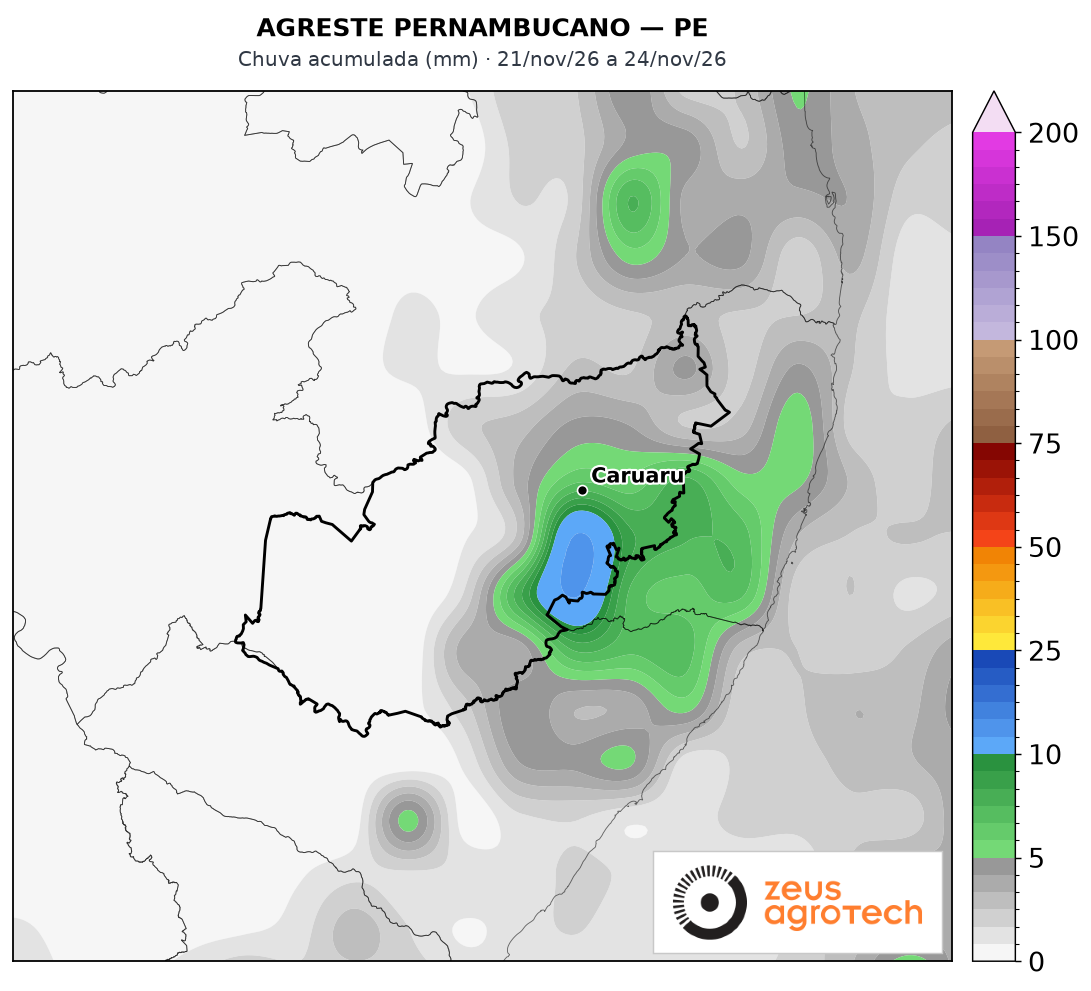 AGRESTE PERNAMBUCANO — PE
Chuva acumulada (mm) · 21/nov/26 a 24/nov/26
200
150
100
75
50
25
10
5
0
Caruaru
zeus
agrotech